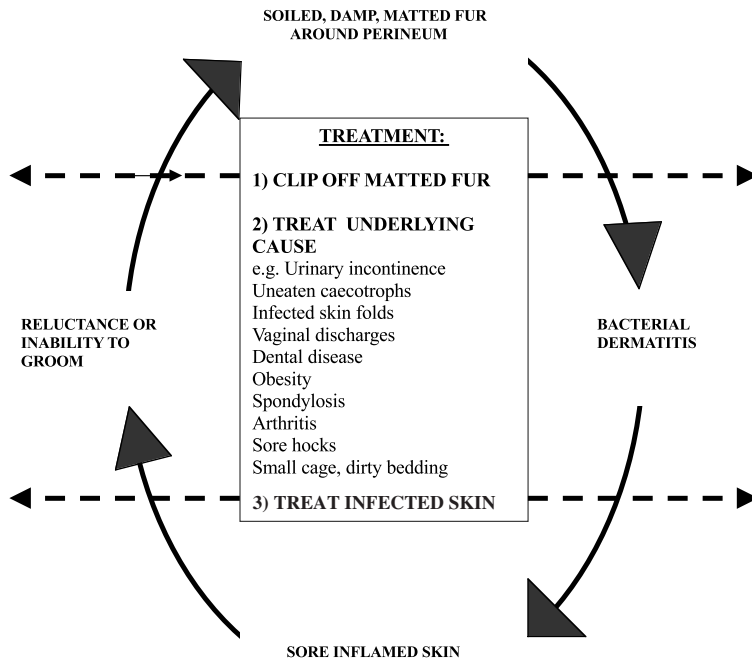 SOILED, DAMP, MATTED FUR
AROUND PERINEUM
TREATMENT:
1) CLIP OFF MATTED FUR
2) TREAT UNDERLYING
CAUSE
e.g. Urinary incontinence
Uneaten caecotrophs
Infected skin folds
Vaginal discharges
Dental disease
Obesity
Spondylosis
Arthritis
Sore hocks
Small cage, dirty bedding
3) TREAT INFECTED SKIN
RELUCTANCE OR
INABILITY TO
GROOM
BACTERIAL
DERMATITIS
SORE INFLAMED SKIN